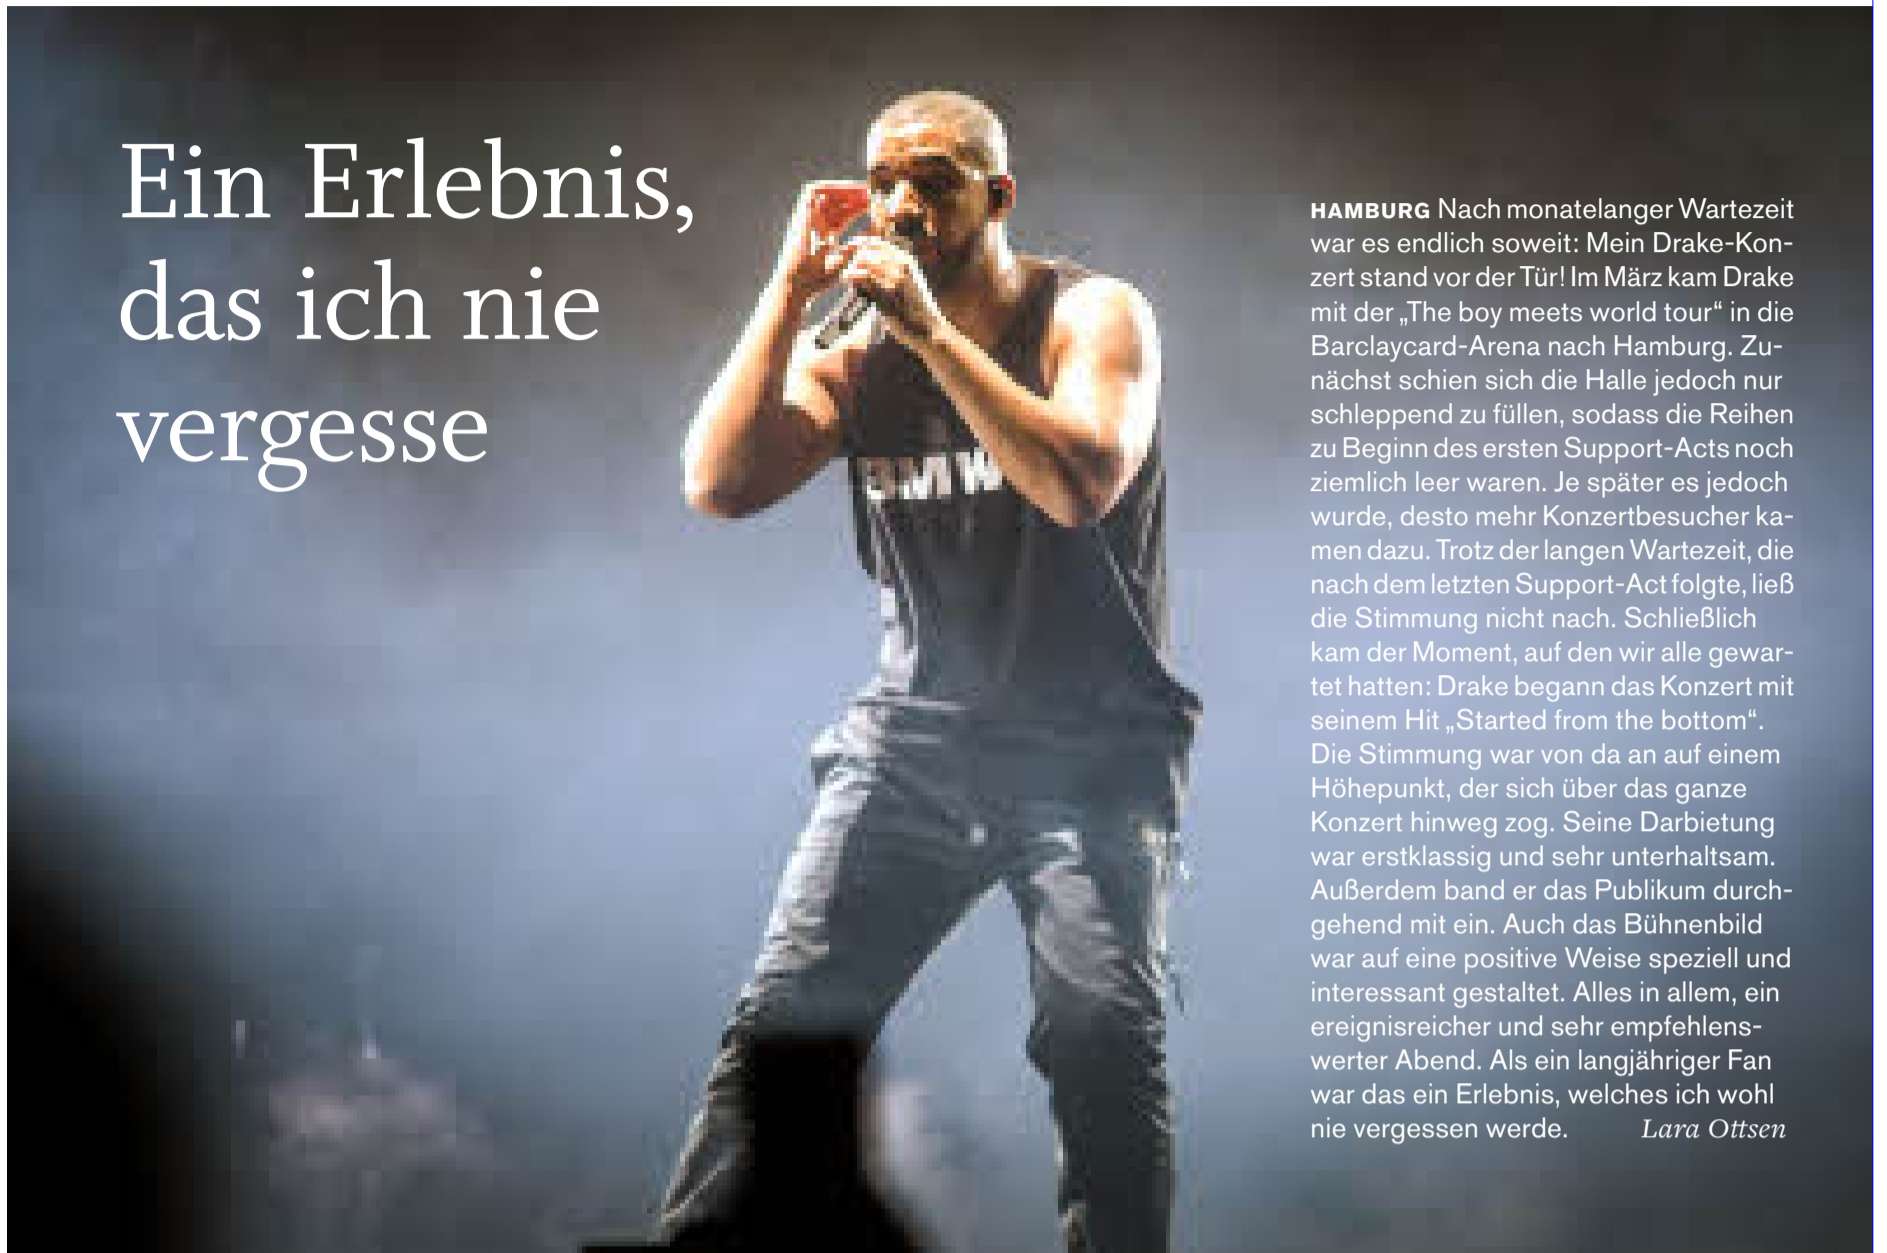 Ein Erlebnis,
das ich nie
vergesse
HAMBURG Nach monatelanger Wartezeit
war es endlich soweit: Mein Drake-Kon-
zert stand vor der Tür! Im März kam Drake
mit der „The boy meets world tour“ in die
Barclaycard-Arena nach Hamburg. Zu-
nächst schien sich die Halle jedoch nur
schleppend zu füllen, sodass die Reihen
zu Beginn des ersten Support-Acts noch
ziemlich leer waren. Je später es jedoch
wurde, desto mehr Konzertbesucher ka-
men dazu. Trotz der langen Wartezeit, die
nach dem letzten Support-Act folgte, ließ
die Stimmung nicht nach. Schließlich
kam der Moment, auf den wir alle gewar-
tet hatten: Drake begann das Konzert mit
seinem Hit „Started from the bottom“.
Die Stimmung war von da an auf einem
Höhepunkt, der sich über das ganze
Konzert hinweg zog. Seine Darbietung
war erstklassig und sehr unterhaltsam.
Außerdem band er das Publikum durch-
gehend mit ein. Auch das Bühnenbild
war auf eine positive Weise speziell und
interessant gestaltet. Alles in allem, ein
ereignisreicher und sehr empfehlens-
werter Abend. Als ein langjähriger Fan
war das ein Erlebnis, welches ich wohl
nie vergessen werde. Lara Ottsen